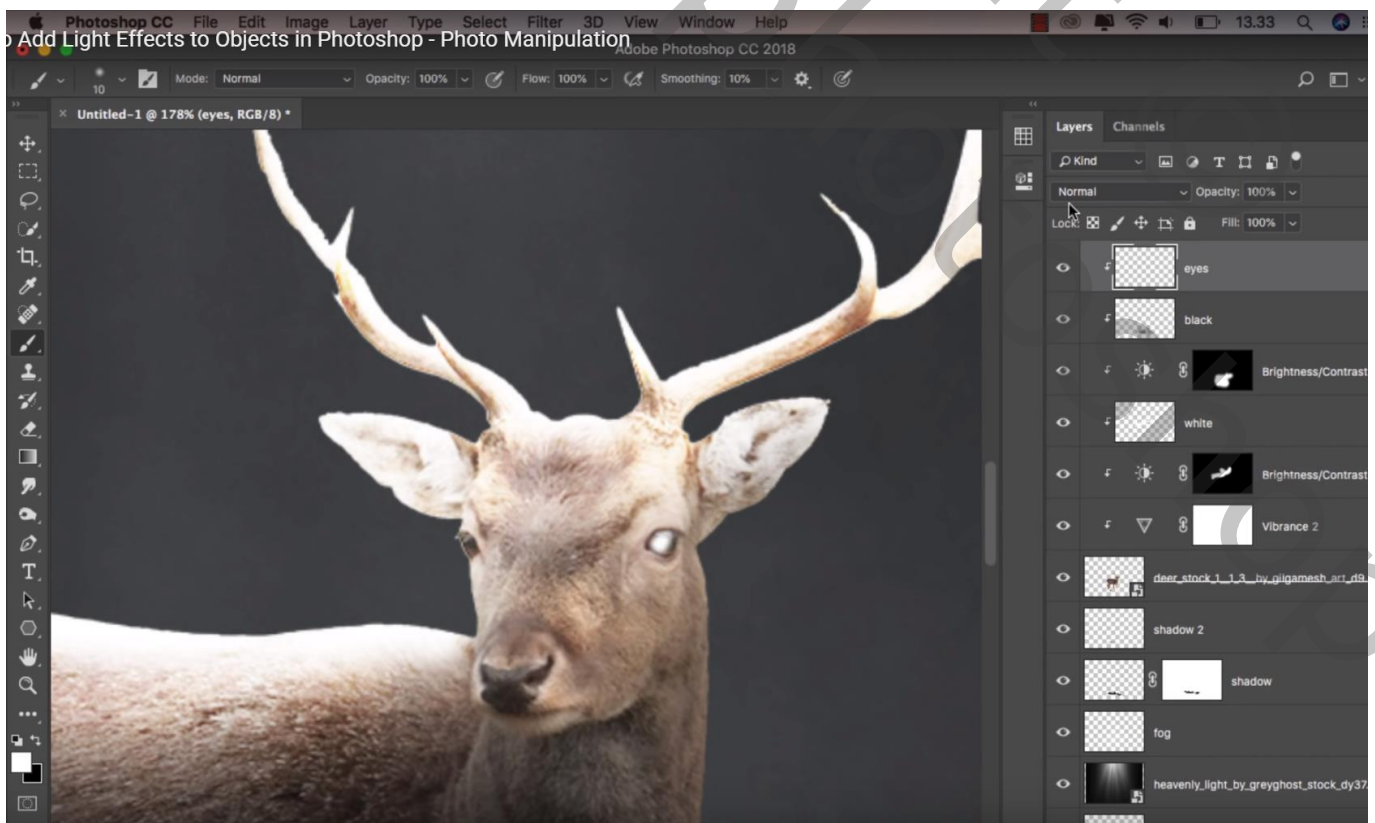 Photoshop CC File Edit Image Layer Type Select Filter 3D View Window Help 13.33
Add Light Effects to Objects in Photoshop - Photo Manipulation
Adobe Photoshop CC 2018
10 Mode: Normal Opacity: 100% Flow: 100% Smoothing: 10%
Untitled-1 @ 178% (eyes, RGB/8) *
Layers Channels
Kind
Normal Opacity: 100%
Lock: Fill: 100%
eyes
black
Brightness/Contrast
white
Brightness/Contrast
Vibrance 2
deer_stock_1__1_3__by_gilgamesh_art_d9
shadow 2
shadow
fog
heavenly_light_by_greyghost_stock_dy37